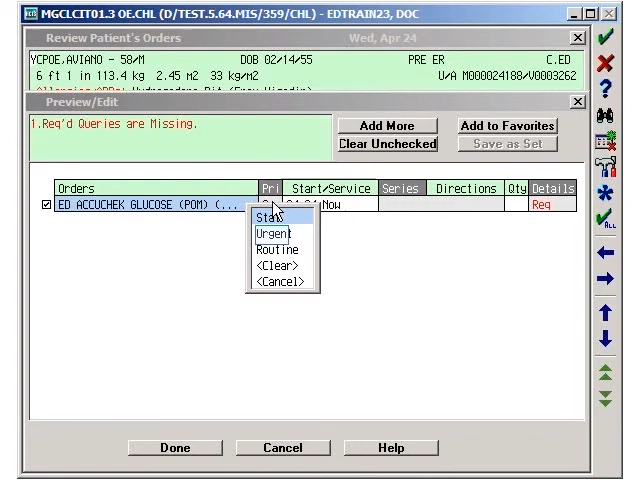 MGCLCIT01.3 OE.CHL (D/TEST.5.64.MIS/359/CHL) - EDTRAIN23, DOC
Review Patient's Orders Wed, Apr 24
YCPOE,AVIANO - 58/M DOB 02/14/55 PRE ER C.ED
6 ft 1 in 113.4 kg 2.45 m2 33 kg/m2 U/A M000024188/V0003262
Preview/Edit
1.Req'd Queries are Missing.
Add More Add to Favorites
Clear Unchecked Save as Set
Orders Pri Start/Service Series Directions Qty Details
ED ACCUCHEK GLUCOSE (POM) (... Now Req
Stat
Urgent
Routine
<Clear>
<Cancel>
ALL
Done Cancel Help